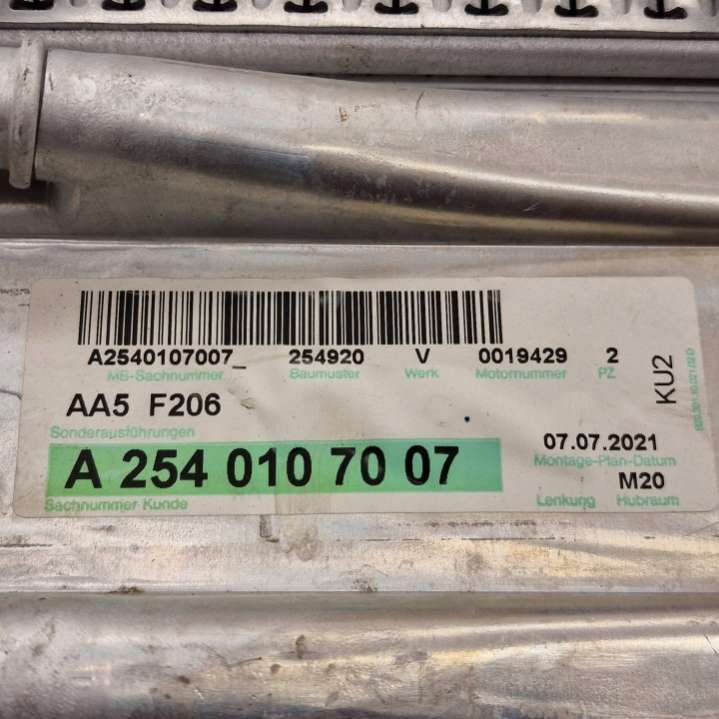 A2540107007_ 254920 V 0019429 2
MB-Sachnummer Baumuster Werk Motornummer PZ
AA5 F206
KU2
Sonderausführungen
07.07.2021
A 254 010 70 07
Montage-Plan-Datum
M20
Sachnummer Kunde Lenkung Hubraum